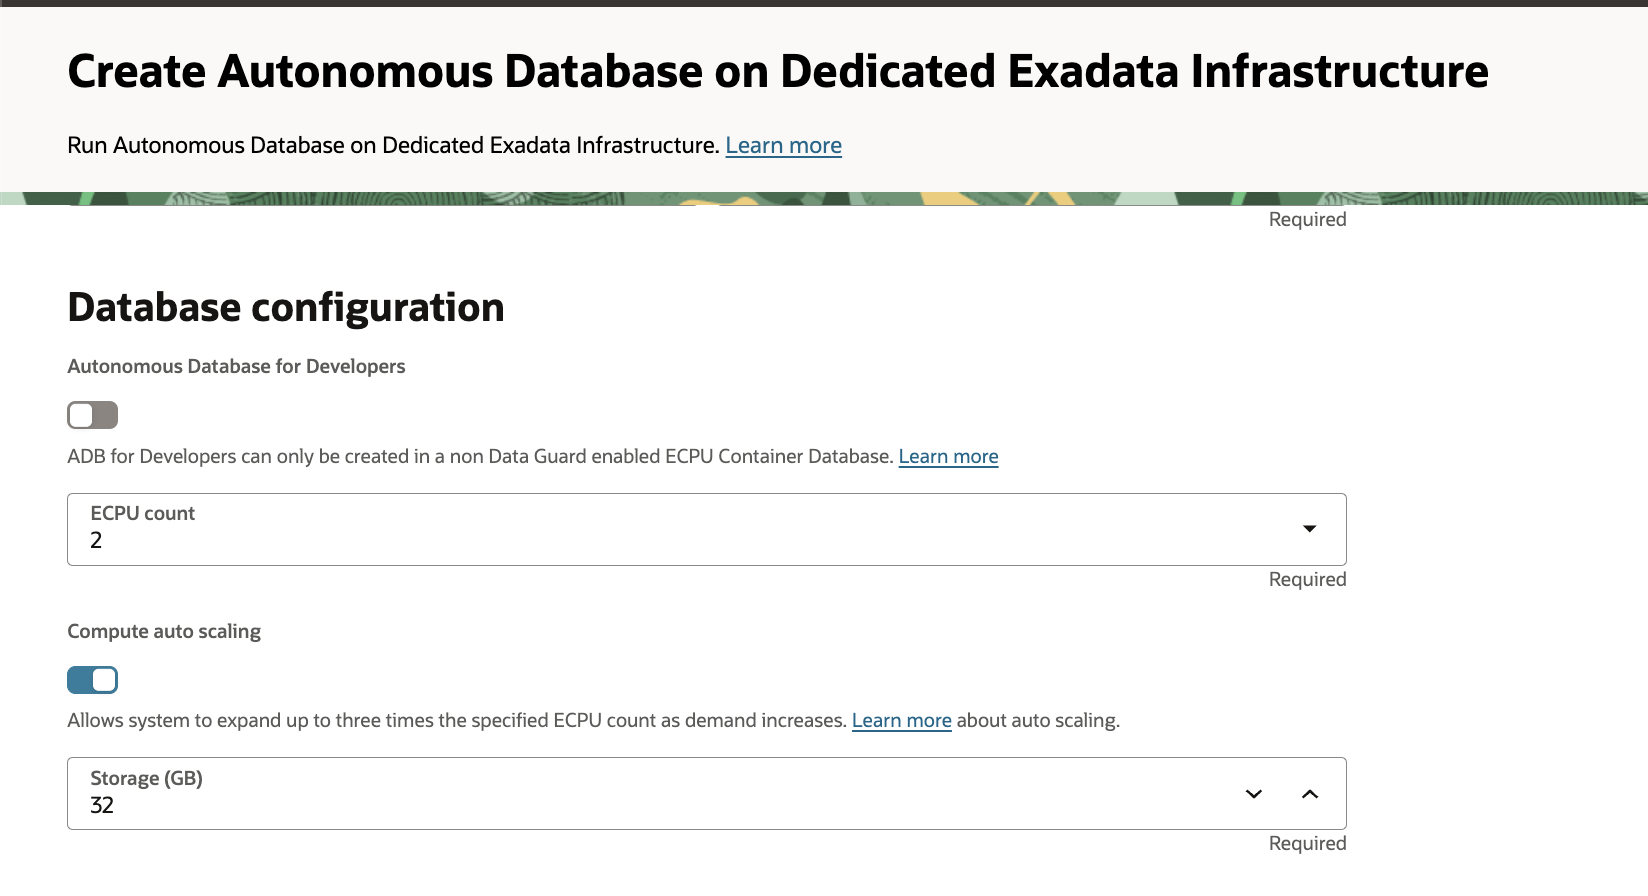 Create Autonomous Database on Dedicated Exadata Infrastructure
Run Autonomous Database on Dedicated Exadata Infrastructure. Learn more
Required
Database configuration
Autonomous Database for Developers
ADB for Developers can only be created in a non Data Guard enabled ECPU Container Database. Learn more
ECPU count
2
Required
Compute auto scaling
Allows system to expand up to three times the specified ECPU count as demand increases. Learn more about auto scaling.
Storage (GB)
32
Required